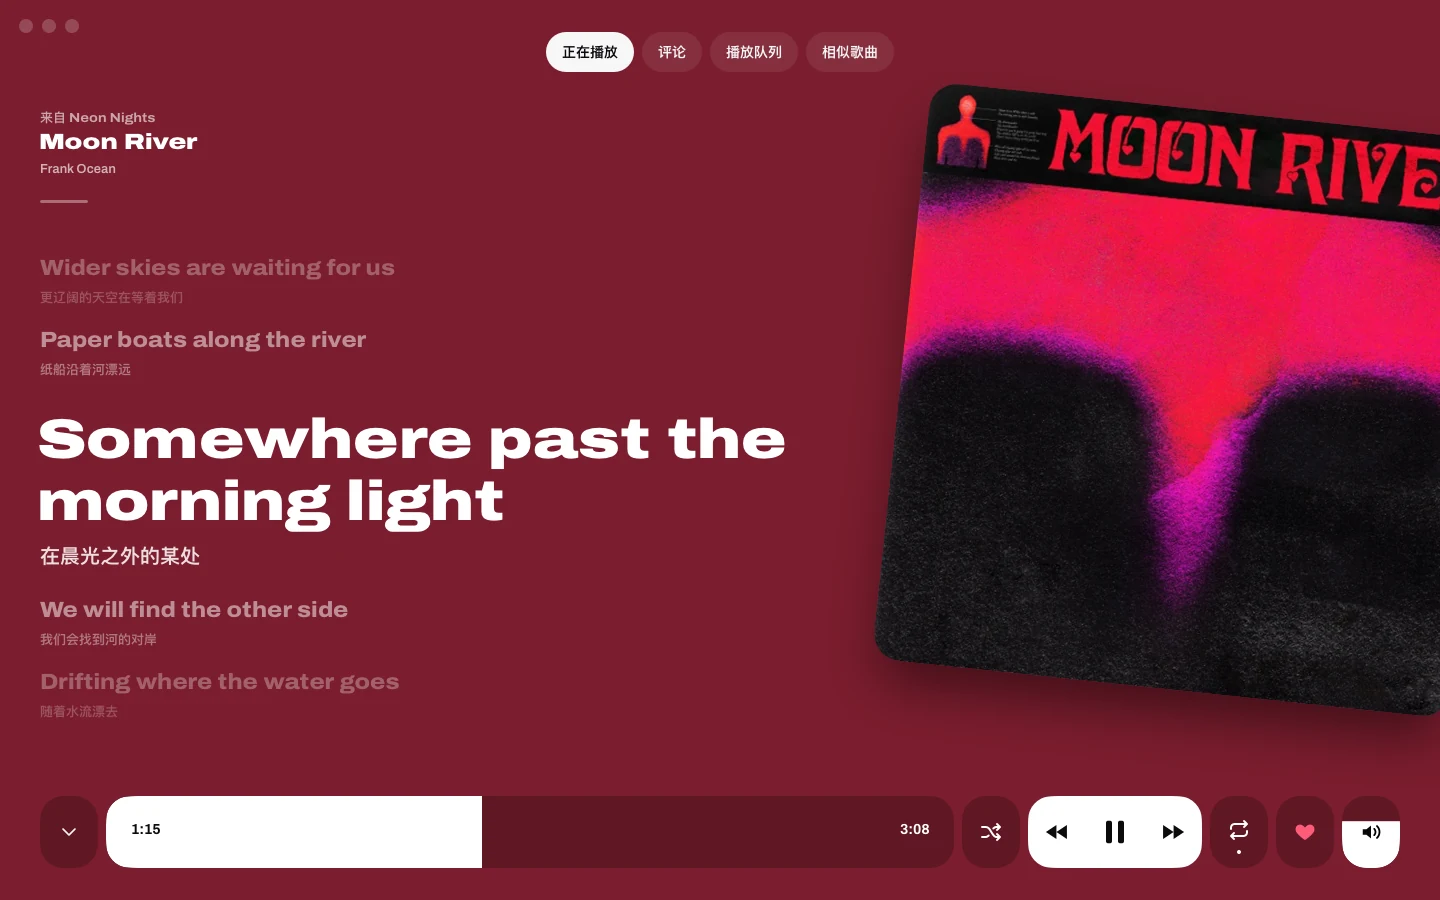 正在播放
评论
播放队列
相似歌曲
来自 Neon Nights
Moon River
Frank Ocean
MOON RIVE
Wider skies are waiting for us
更辽阔的天空在等着我们
Paper boats along the river
纸船沿着河漂远
Somewhere past the
morning light
在晨光之外的某处
We will find the other side
我们会找到河的对岸
Drifting where the water goes
随着水流漂去
1:15
3:08